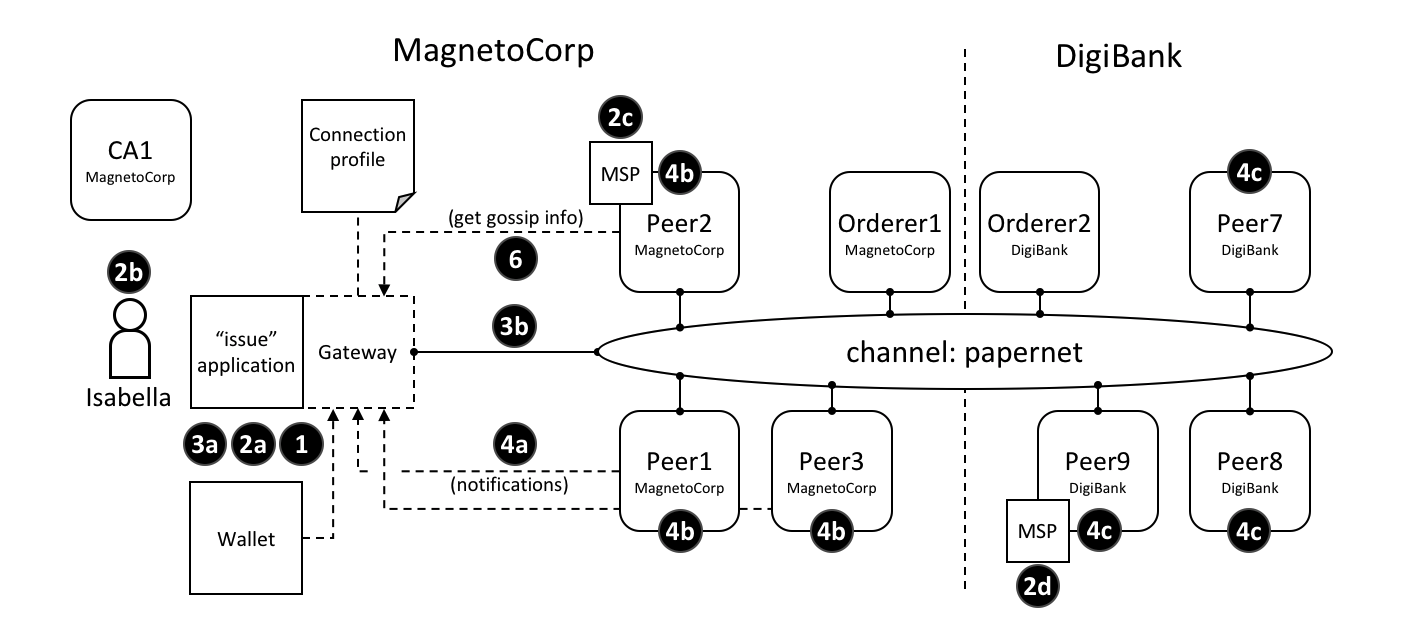 MagnetoCorp
DigiBank
CA1
MagnetoCorp
Connection
profile
2c
MSP
4b
Peer2
MagnetoCorp
Orderer1
MagnetoCorp
Orderer2
DigiBank
4c
Peer7
DigiBank
(get gossip info)
6
2b
Isabella
“issue”
application
Gateway
3b
channel: papernet
3a
2a
1
4a
(notifications)
Wallet
Peer1
MagnetoCorp
4b
Peer3
MagnetoCorp
4b
Peer9
DigiBank
MSP
4c
2d
Peer8
DigiBank
4c